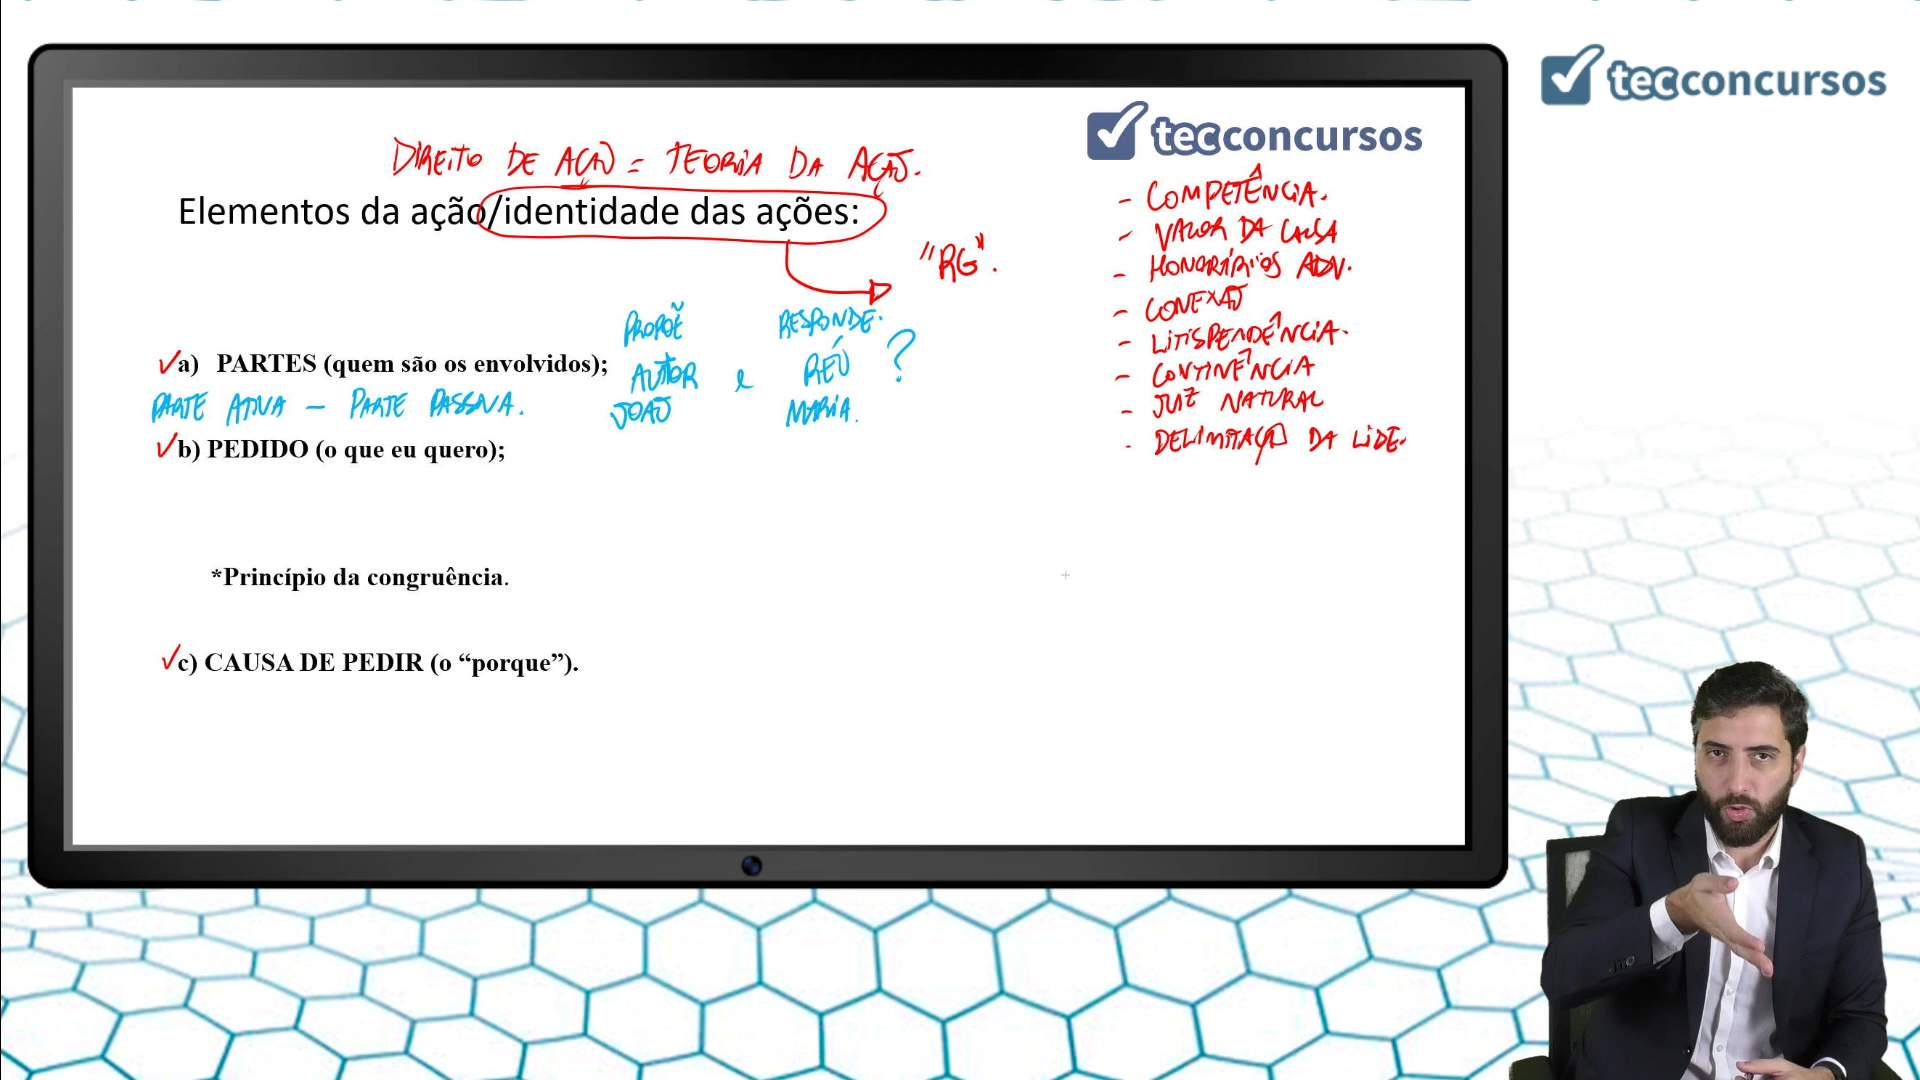 tecconcursos
tecconcursos
DIREITO DE AÇÃO = TEORIA DA AÇÃO.
Elementos da ação/identidade das ações:
"RG".
- COMPETÊNCIA.
- VALOR DA CAUSA
- HONORÁRIOS ADV.
- CONEXÃO
- LITISPENDÊNCIA.
- CONTINÊNCIA
- JUIZ NATURAL
- DELIMITAÇÃO DA LIDE.
PROPÕE RESPONDE.
a) PARTES (quem são os envolvidos); AUTOR e RÉU ?
PARTE ATIVA - PARTE PASSIVA. JOÃO MARIA.
b) PEDIDO (o que eu quero);
*Princípio da congruência.
c) CAUSA DE PEDIR (o “porque”).